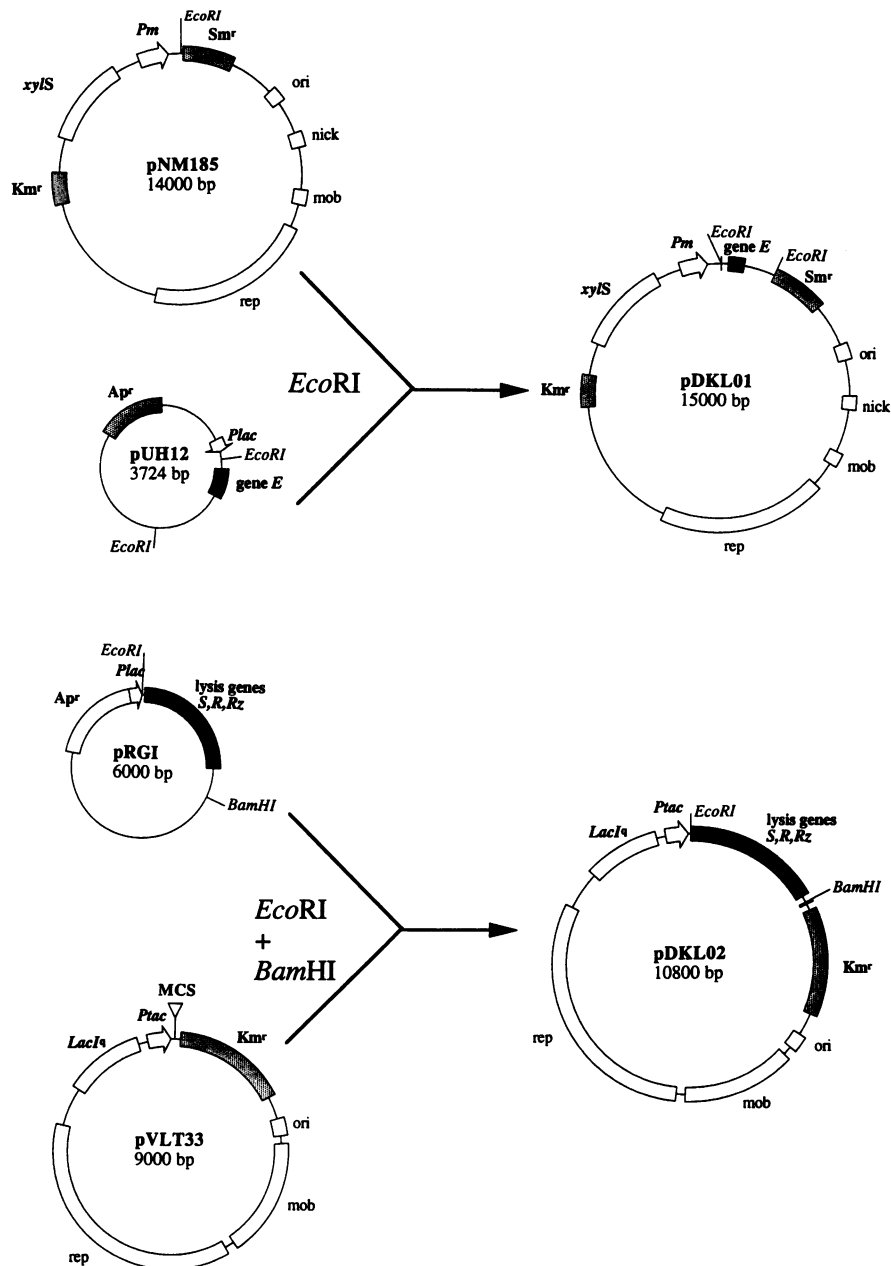 EcoRI
Pm
Smr
xylS
ori
nick
pNM185
14000 bp
Kmr
mob
rep
EcoRI
Apr
Plac
EcoRI
pUH12
3724 bp
gene E
EcoRI
EcoRI
Pm
gene E
EcoRI
Smr
xylS
ori
pDKL01
15000 bp
Kmr
nick
mob
rep
EcoRI
Plac
Apr
lysis genes
S,R,Rz
pRGI
6000 bp
BamHI
EcoRI
+
BamHI
MCS
Ptac
Kmr
LacIq
ori
pVLT33
9000 bp
mob
rep
Ptac
EcoRI
lysis genes
S,R,Rz
LacIq
BamHI
pDKL02
10800 bp
Kmr
rep
ori
mob